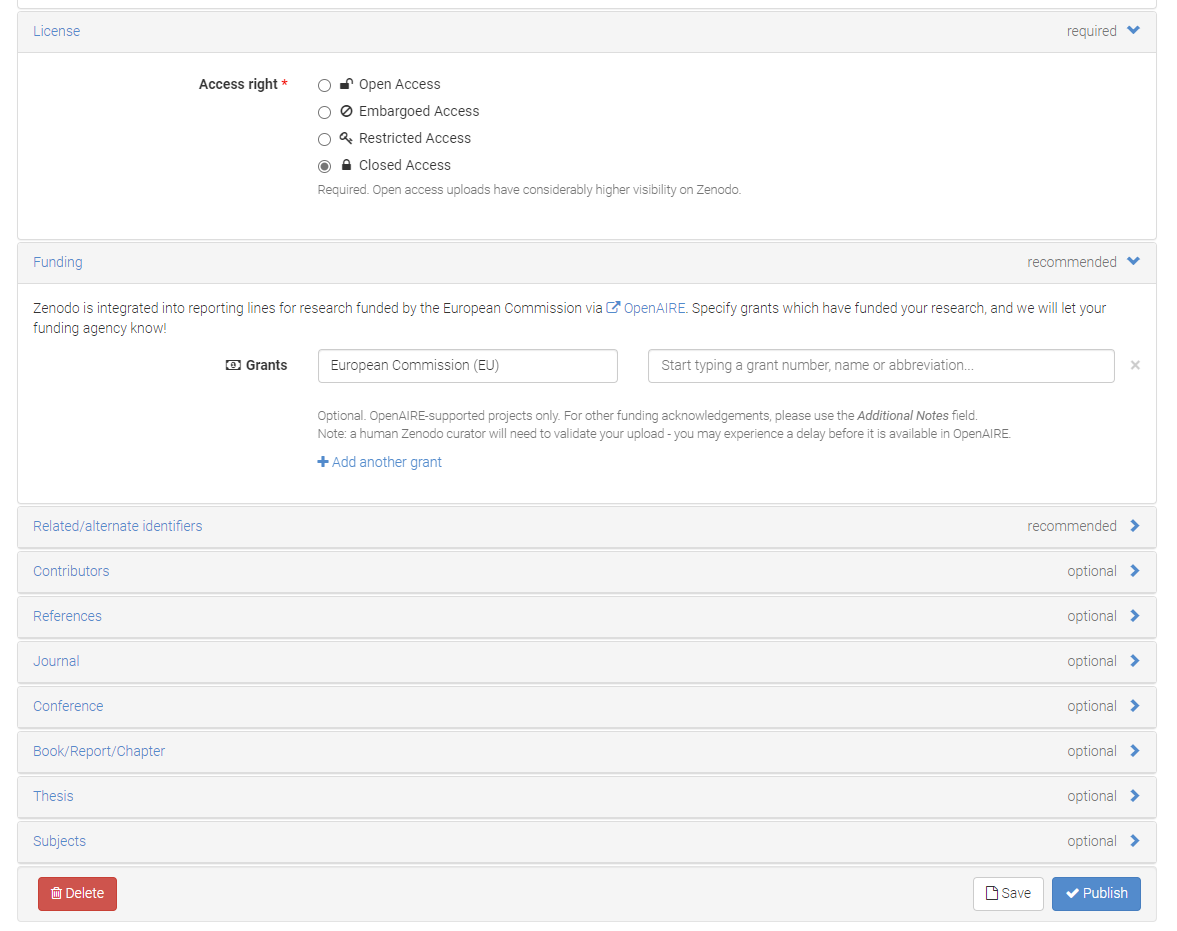 License required
Access right * Open Access
Embargoed Access
Restricted Access
Closed Access
Required. Open access uploads have considerably higher visibility on Zenodo.
Funding recommended
Zenodo is integrated into reporting lines for research funded by the European Commission via OpenAIRE. Specify grants which have funded your research, and we will let your
funding agency know!
Grants European Commission (EU) Start typing a grant number, name or abbreviation... ×
Optional. OpenAIRE-supported projects only. For other funding acknowledgements, please use the Additional Notes field.
Note: a human Zenodo curator will need to validate your upload - you may experience a delay before it is available in OpenAIRE.
Add another grant
Related/alternate identifiers recommended
Contributors optional
References optional
Journal optional
Conference optional
Book/Report/Chapter optional
Thesis optional
Subjects optional
Delete Save Publish